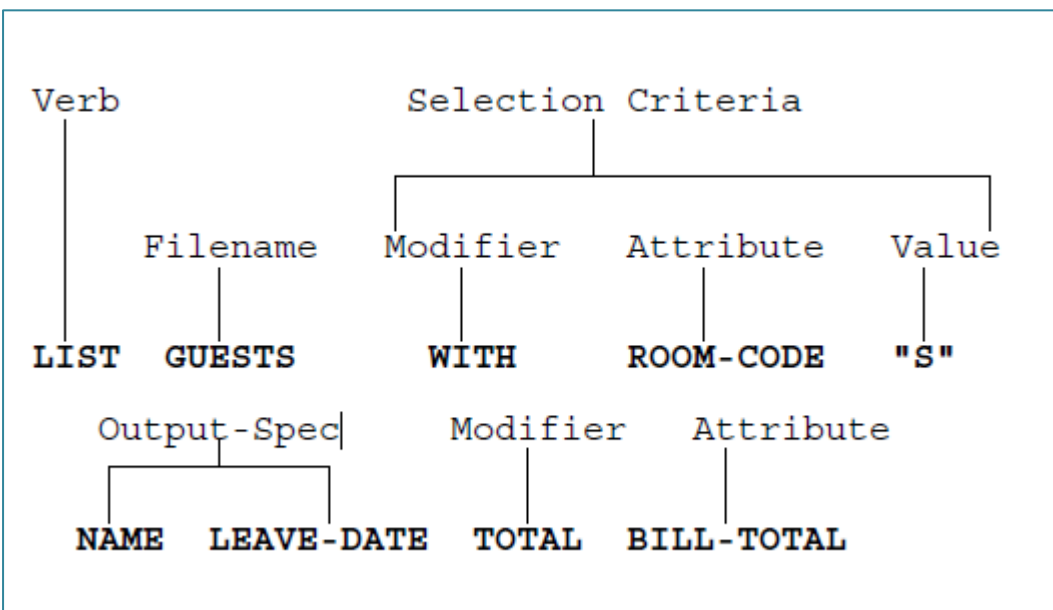 Verb Selection Criteria
Filename Modifier Attribute Value
LIST GUESTS WITH ROOM-CODE "S"
Output-Spec Modifier Attribute
NAME LEAVE-DATE TOTAL BILL-TOTAL